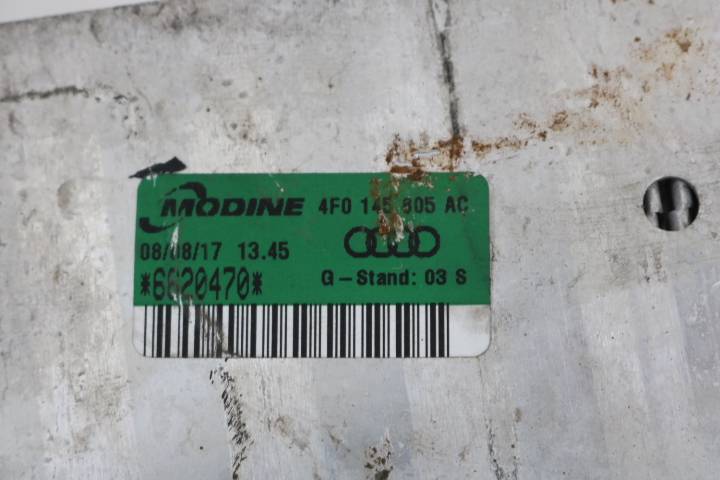 MODINE 4F0 145 805 AC
08/08/17 13.45
*6620470* G-Stand: 03 S